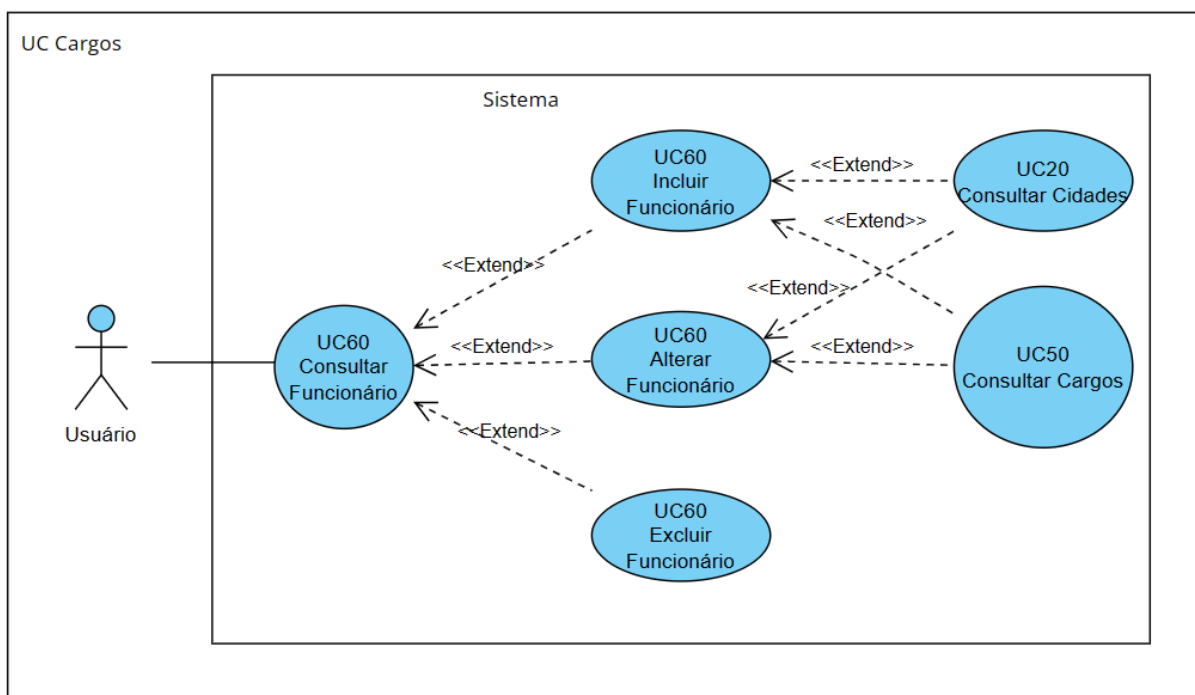 UC Cargos
Sistema
UC60
Incluir
Funcionário
<<Extend>>
UC20
Consultar Cidades
<<Extend>>
<<Extend>>
<<Extend>>
UC60
Consultar
Funcionário
<<Extend>>
UC60
Alterar
Funcionário
<<Extend>>
UC50
Consultar Cargos
Usuário
<<Extend>>
UC60
Excluir
Funcionário